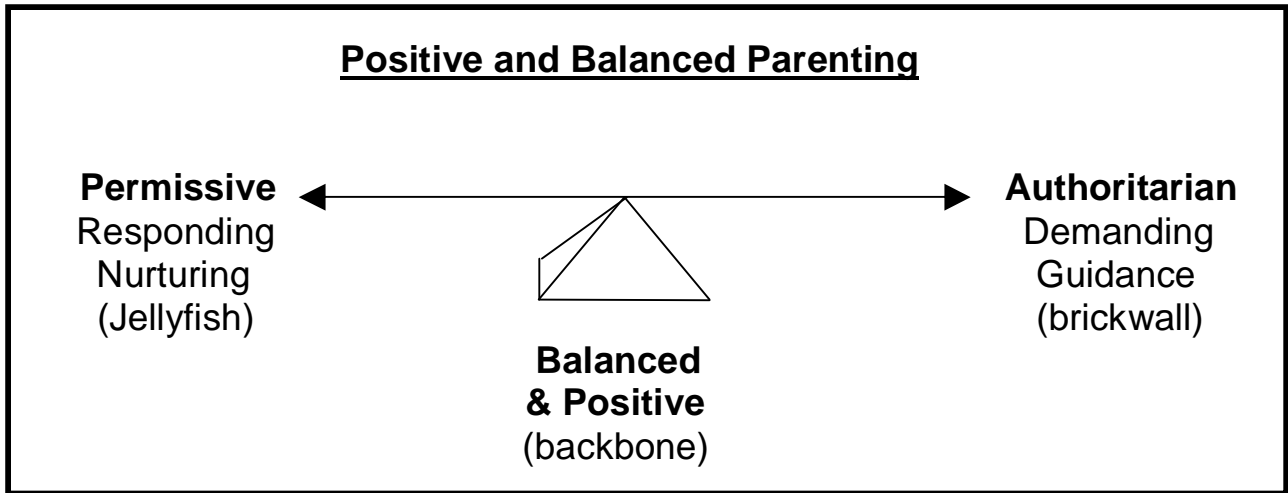 Positive and Balanced Parenting
Permissive
Responding
Nurturing
(Jellyfish)
Authoritarian
Demanding
Guidance
(brickwall)
Balanced
& Positive
(backbone)